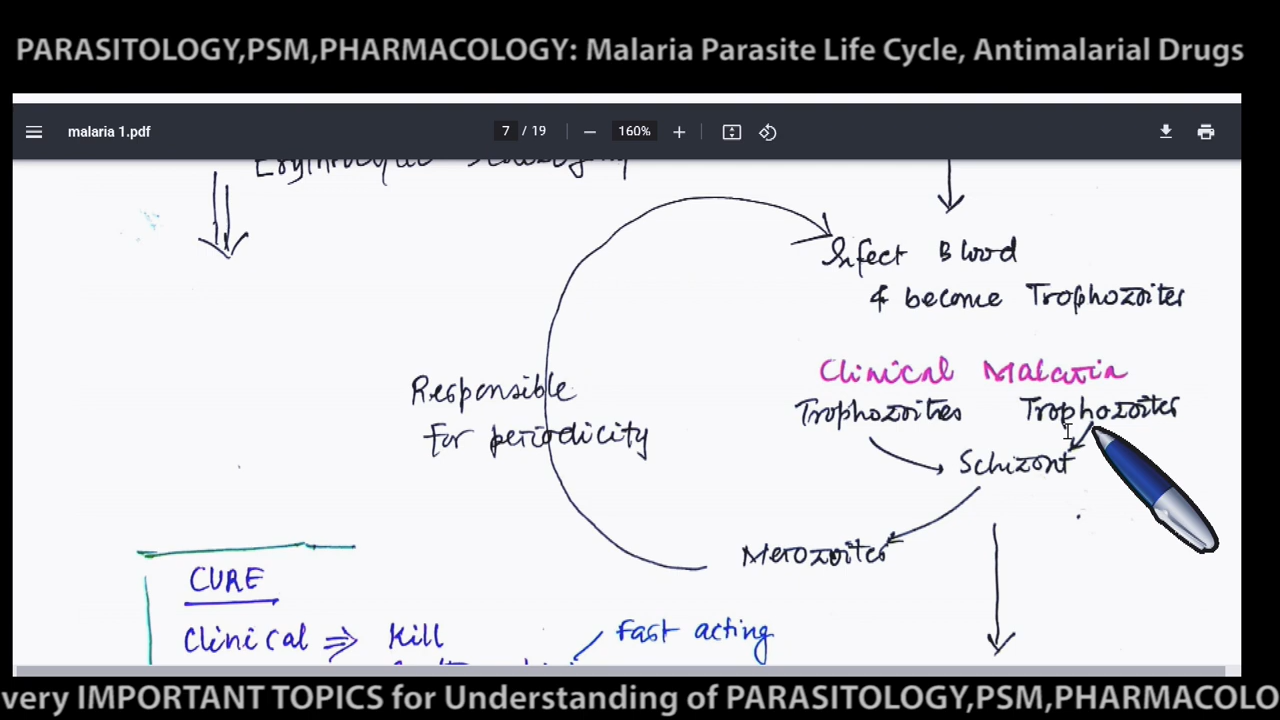 PARASITOLOGY,PSM,PHARMACOLOGY: Malaria Parasite Life Cycle, Antimalarial Drugs
malaria 1.pdf
7 / 19
160%
Infect Blood
& become Trophozoites
Clinical Malaria
Trophozoites Trophozoites
Responsible
for periodicity
Schizont
Merozoites
CURE
Clinical ⇒ Kill
Fast acting
very IMPORTANT TOPICS for Understanding of PARASITOLOGY,PSM,PHARMACOLO